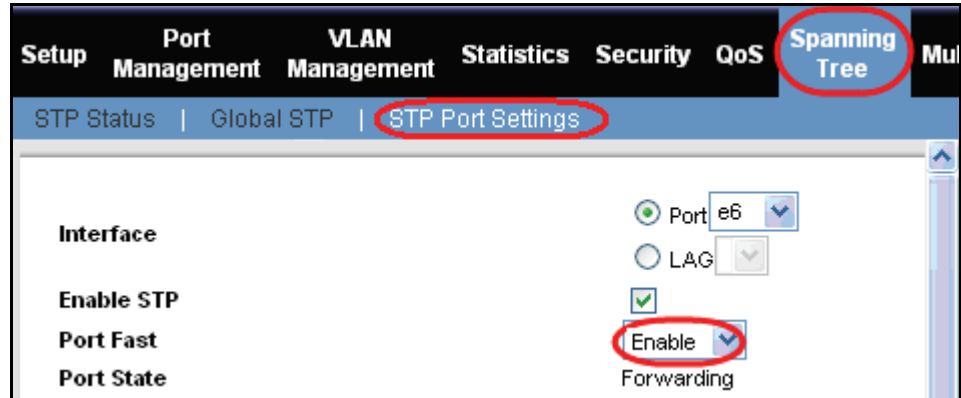 Setup Port Management VLAN Management Statistics Security QoS Spanning Tree Mul
STP Status | Global STP | STP Port Settings
Interface Port e6
LAG
Enable STP
Port Fast Enable
Port State Forwarding